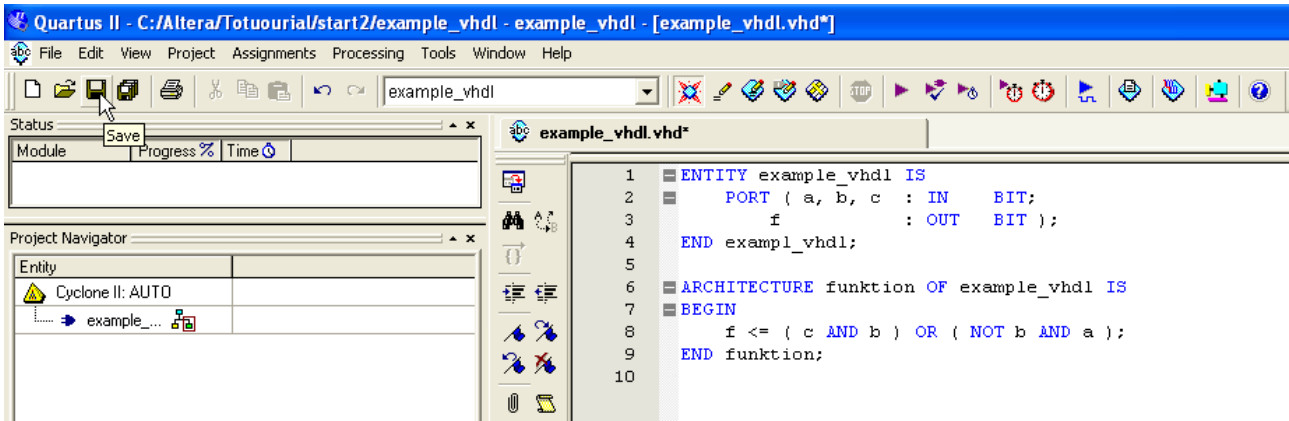 Quartus II - C:/Altera/Totuourial/start2/example_vhdl - example_vhdl - [example_vhdl.vhd*]
abc File Edit View Project Assignments Processing Tools Window Help
example_vhdl
STOP
Status
Save
Module Progress % Time
abc example_vhdl.vhd*
Project Navigator
Entity
Cyclone II: AUTO
example_...
1 ENTITY example_vhdl IS
2 PORT ( a, b, c : IN BIT;
3 f : OUT BIT );
4 END exampl_vhdl;
5
6 ARCHITECTURE funktion OF example_vhdl IS
7 BEGIN
8 f <= ( c AND b ) OR ( NOT b AND a );
9 END funktion;
10